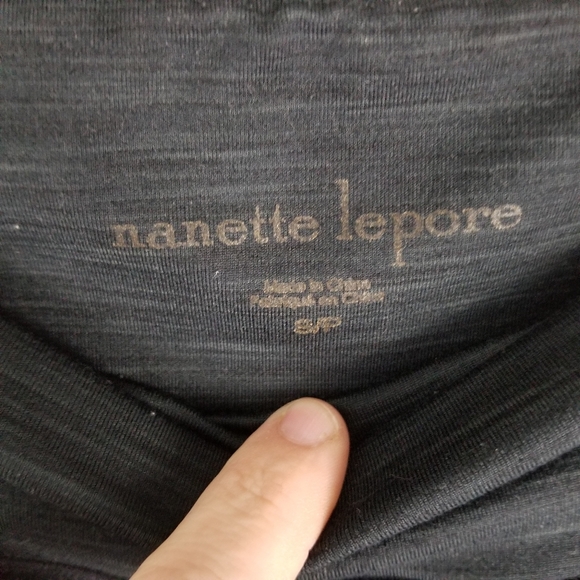 nanette lepore
Made in China
Fabriqué en Chine
S/P